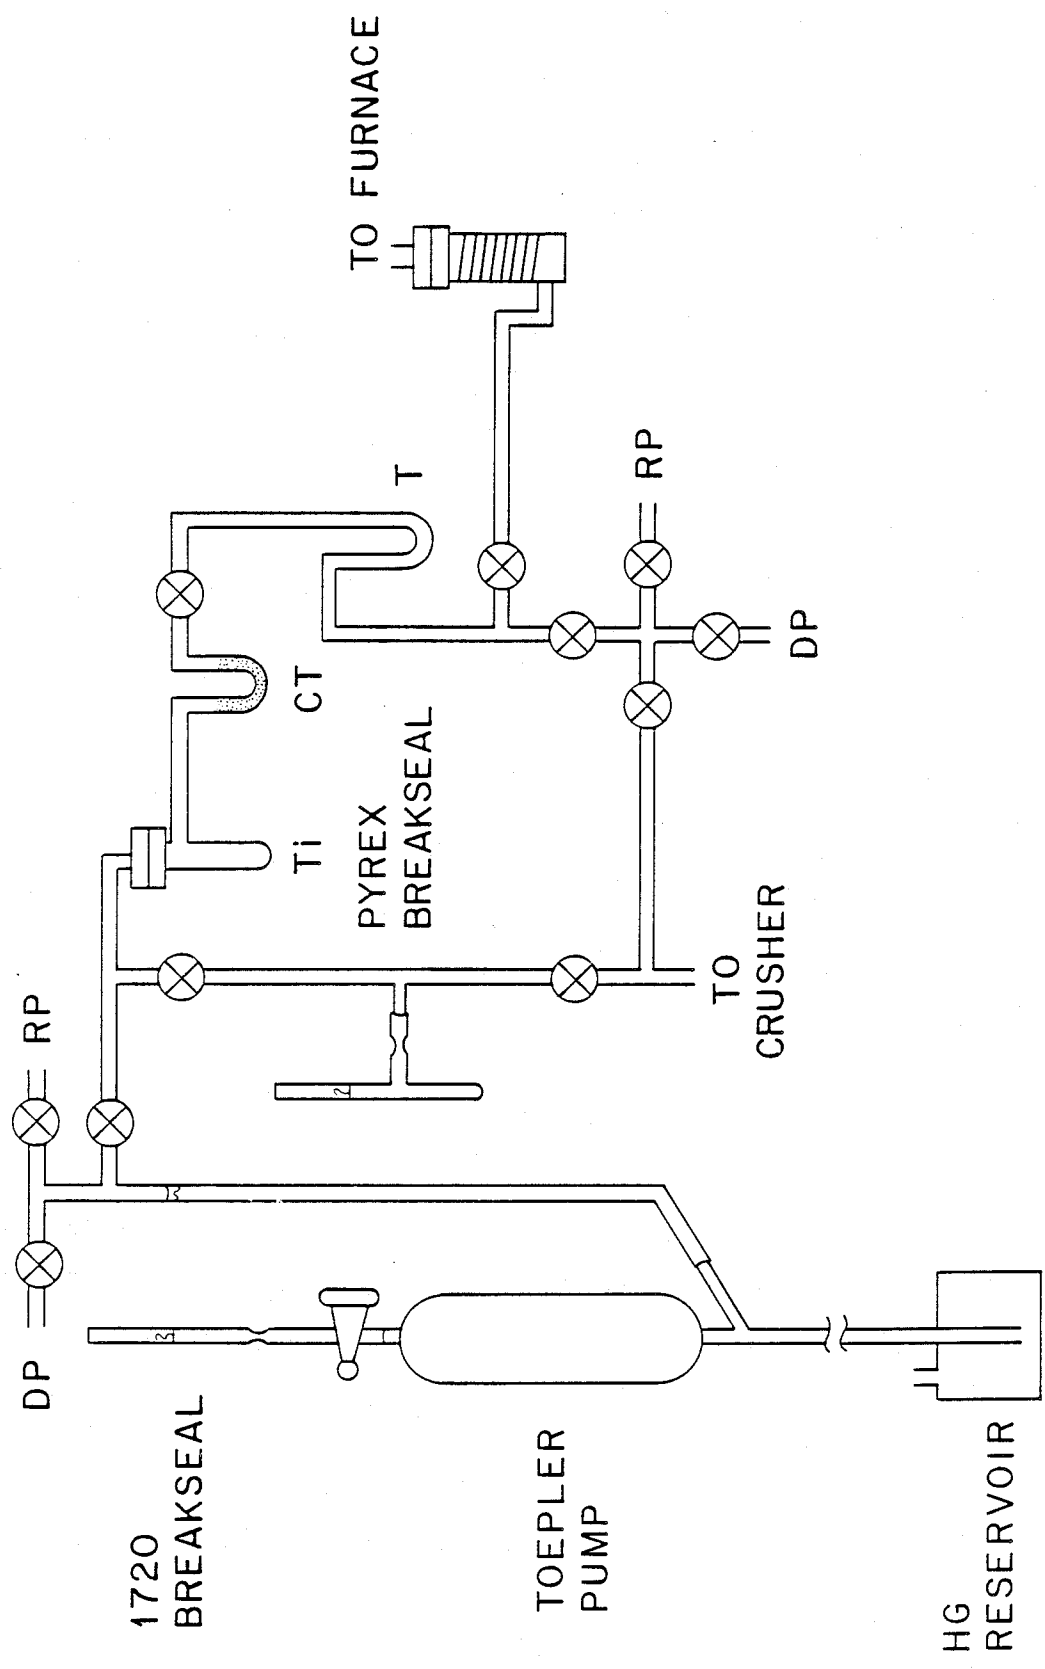 TO FURNACE
T
RP
DP
CT
PYREX
BREAKSEAL
Ti
TO
CRUSHER
RP
DP
1720
BREAKSEAL
TOEPLER
PUMP
HG
RESERVOIR